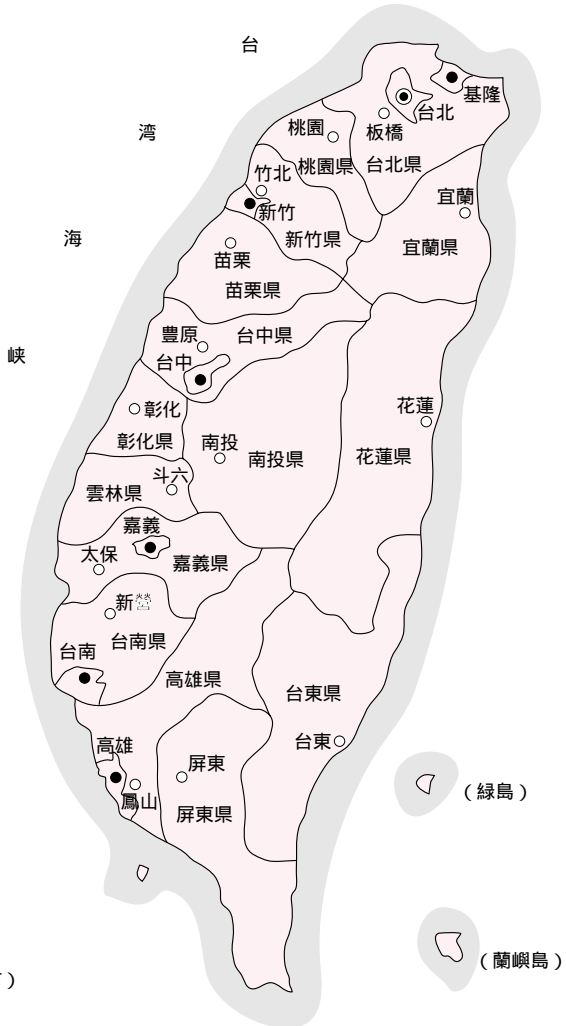 台
湾
海
峡
基隆
台北
板橋
台北県
桃園
桃園県
竹北
新竹
新竹県
宜蘭
宜蘭県
苗栗
苗栗県
豊原
台中県
台中
彰化
彰化県
南投
南投県
花蓮
花蓮県
斗六
雲林県
嘉義
嘉義県
太保
新営
台南県
台南
高雄県
高雄
鳳山
屏東
屏東県
台東県
台東
(緑島)
(蘭嶼島)
)